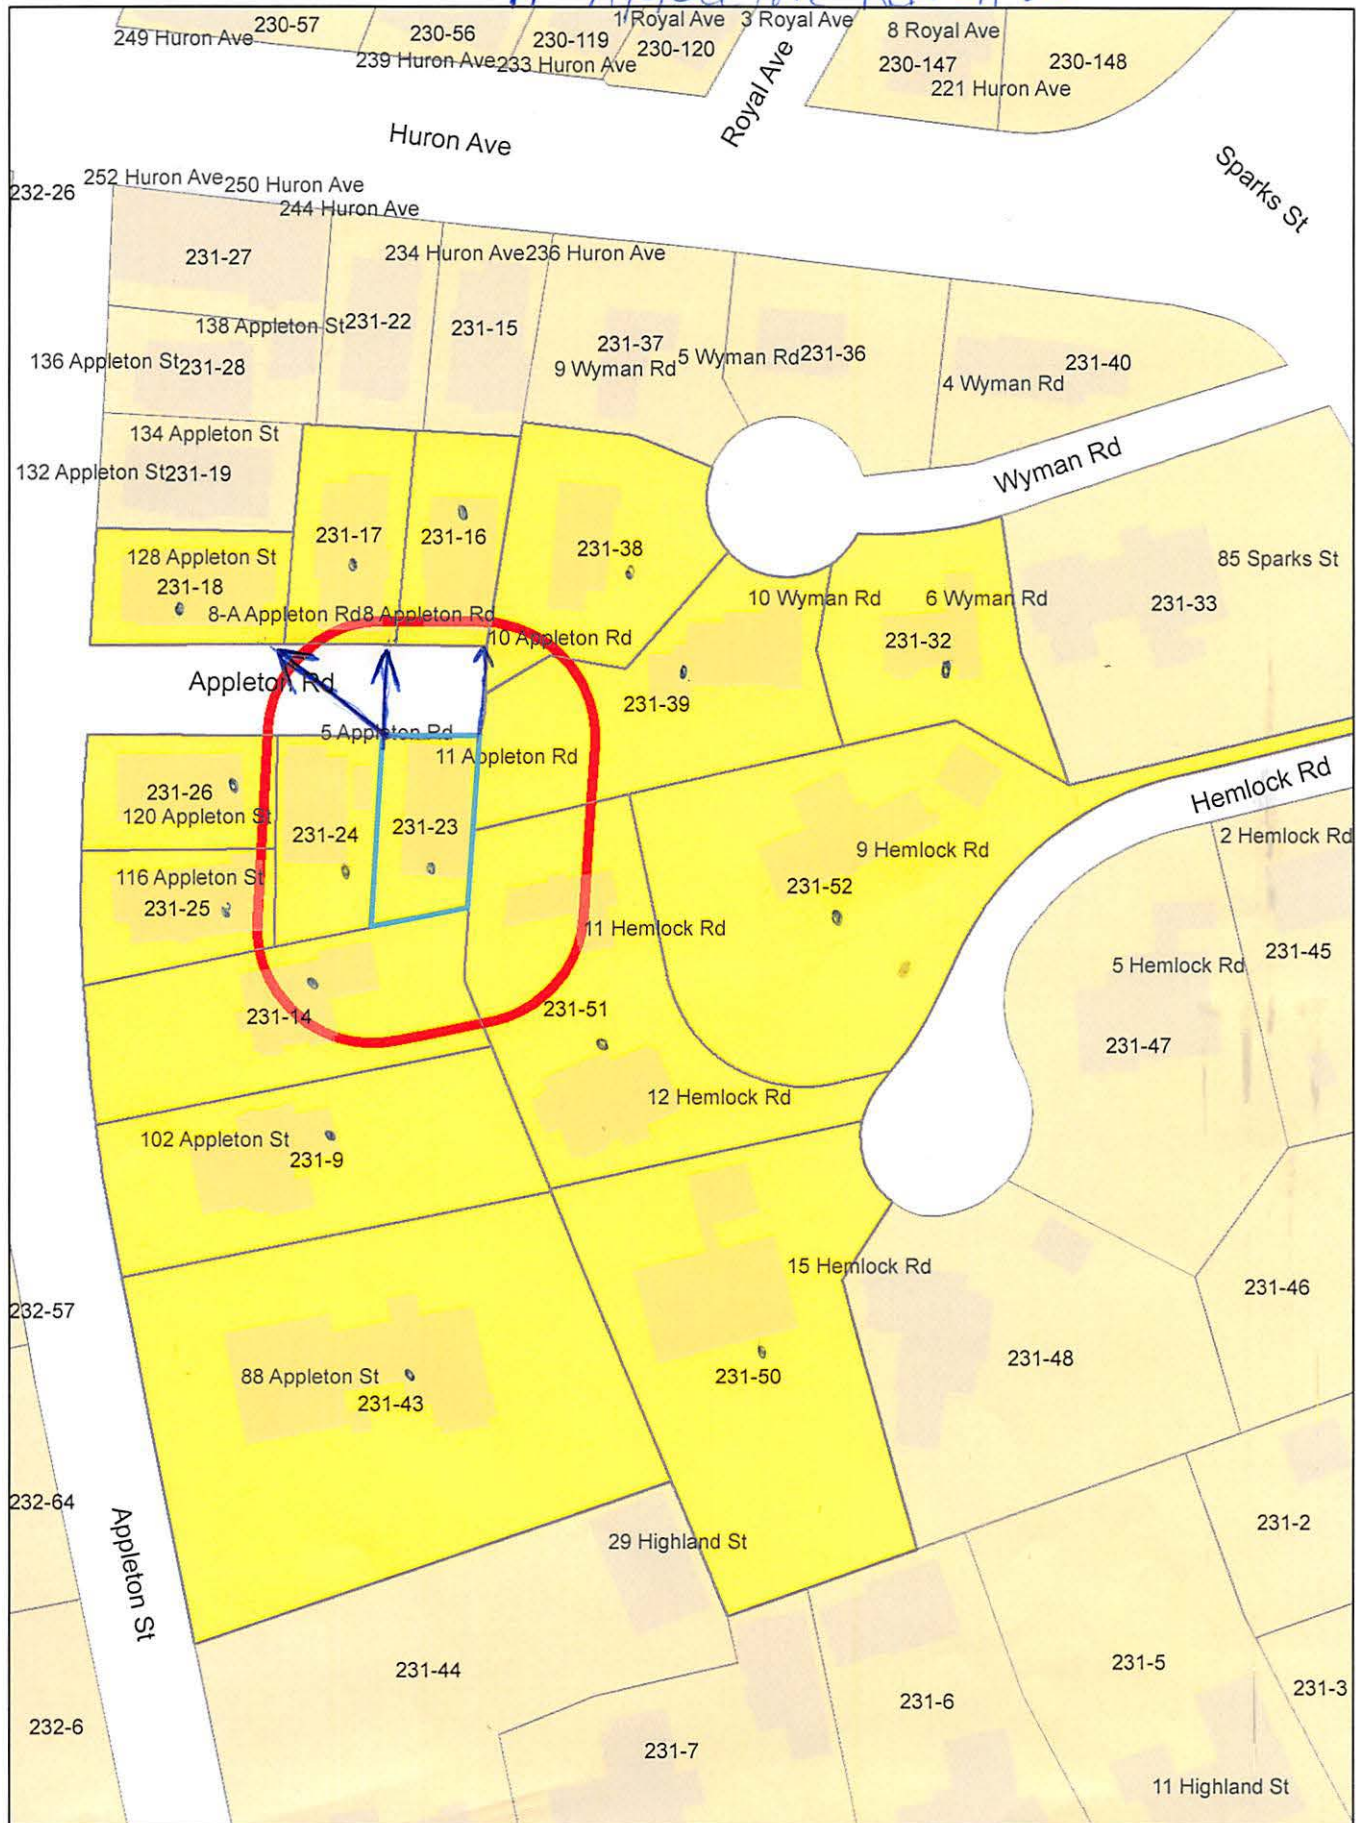 11 Appleton Rd
1 Royal Ave 3 Royal Ave
249 Huron Ave 230-57 230-56 230-119 230-120 8 Royal Ave
239 Huron Ave 233 Huron Ave 230-147 230-148
221 Huron Ave
Royal Ave
Huron Ave
Sparks St
232-26 252 Huron Ave 250 Huron Ave
244 Huron Ave
231-27 234 Huron Ave 236 Huron Ave
138 Appleton St 231-22 231-15 231-37 5 Wyman Rd 231-36 231-40
136 Appleton St 231-28 9 Wyman Rd 4 Wyman Rd
134 Appleton St
132 Appleton St 231-19
Wyman Rd
231-17 231-16 231-38
128 Appleton St 85 Sparks St
231-18 10 Wyman Rd 6 Wyman Rd 231-33
8-A Appleton Rd 8 Appleton Rd
10 Appleton Rd 231-32
Appleton Rd
231-39
5 Appleton Rd
11 Appleton Rd
Hemlock Rd
231-26
120 Appleton St
231-24 231-23 2 Hemlock Rd
9 Hemlock Rd
116 Appleton St 231-52
231-25
11 Hemlock Rd
5 Hemlock Rd 231-45
231-14 231-51
231-47
12 Hemlock Rd
102 Appleton St
231-9
15 Hemlock Rd
231-46
232-57
231-48
88 Appleton St 231-50
231-43
232-64
Appleton St
29 Highland St
231-2
231-44 231-5
231-6 231-3
232-6
231-7
11 Highland St